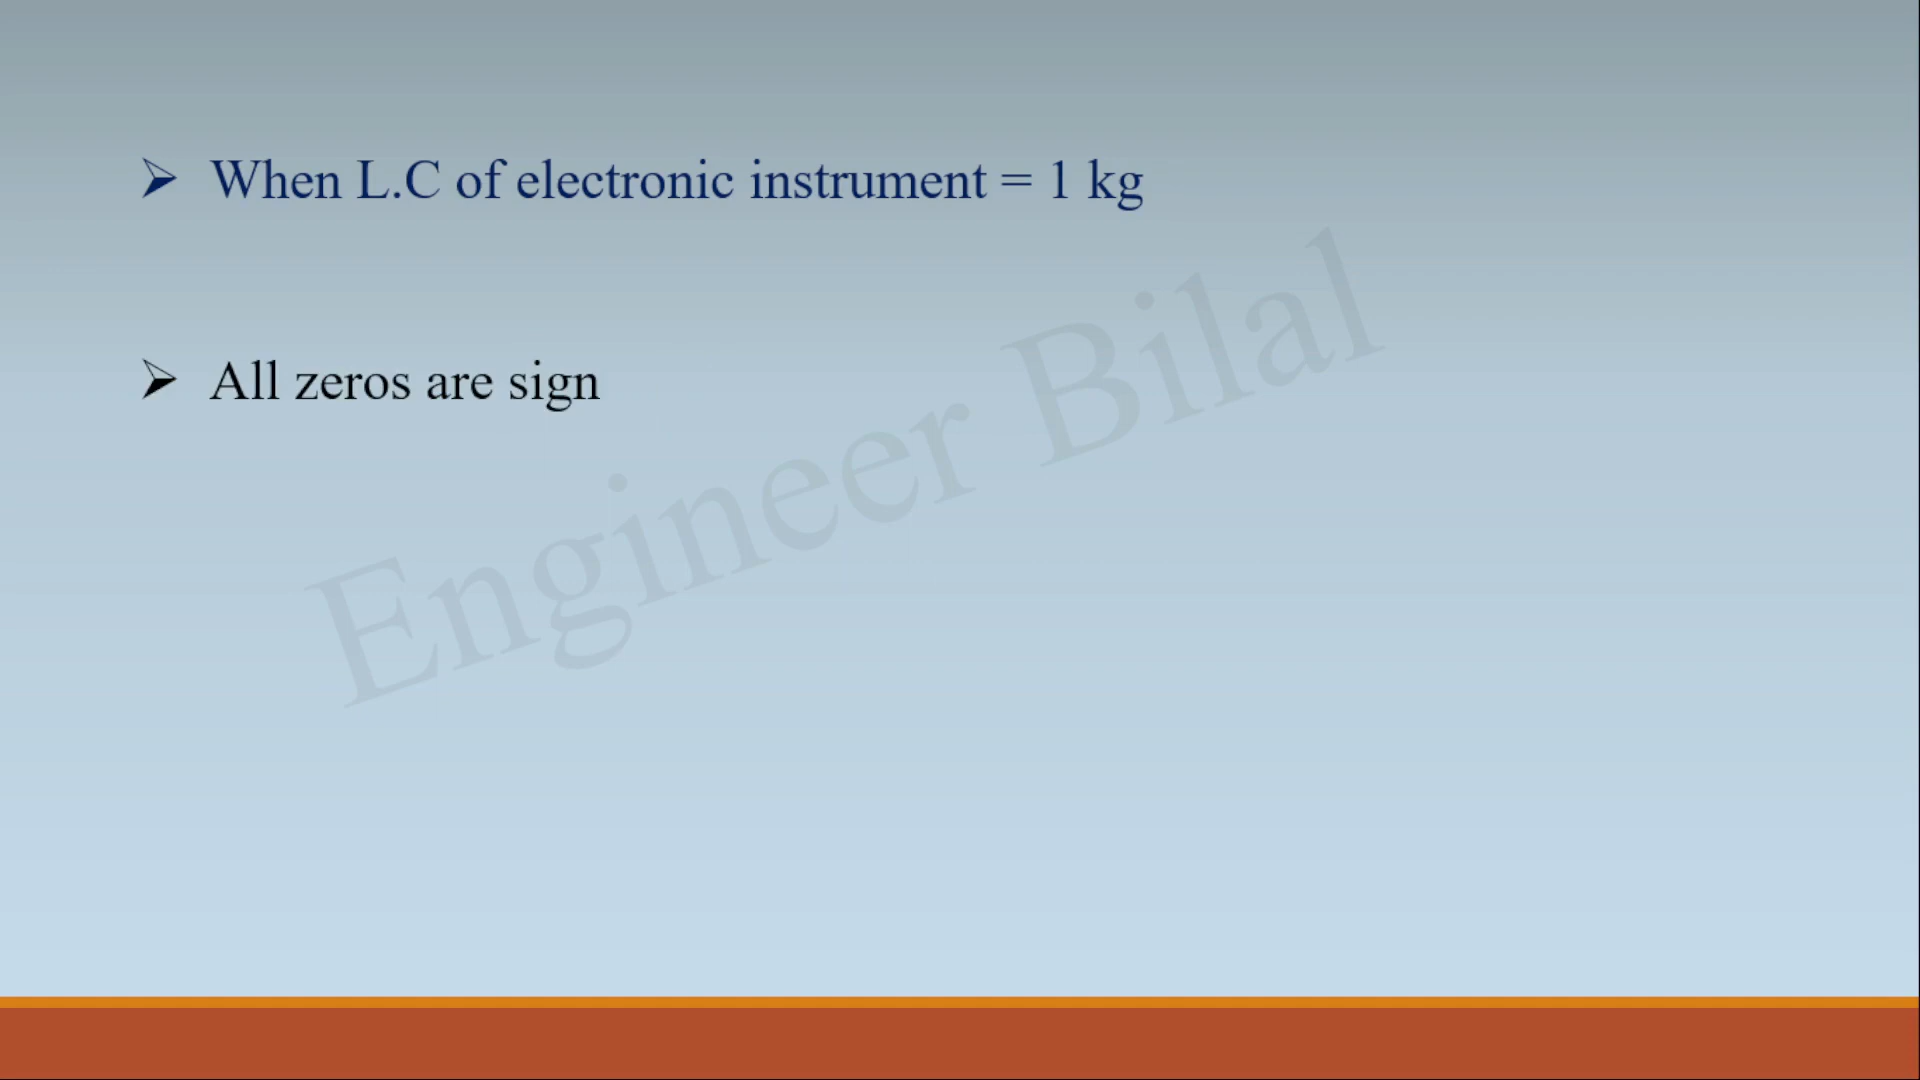 ➢ When L.C of electronic instrument = 1 kg
➢ All zeros are sign
Engineer Bilal